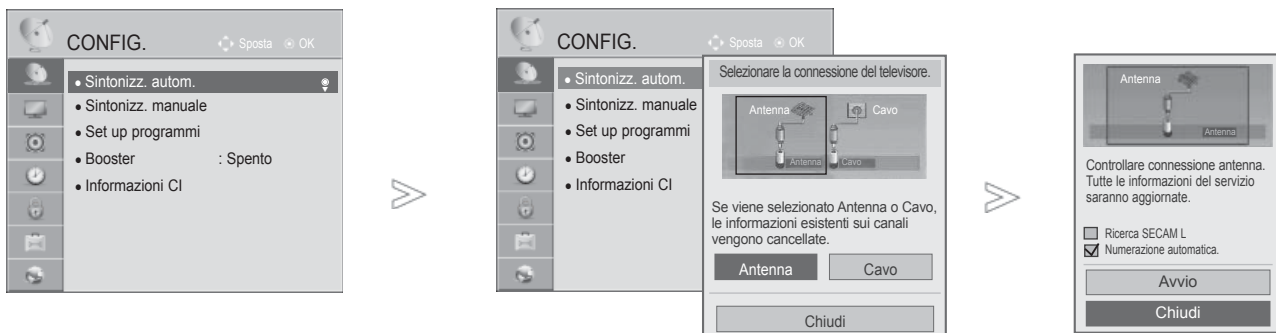 CONFIG.
Sposta OK
• Sintonizz. autom.
• Sintonizz. manuale
• Set up programmi
• Booster : Spento
• Informazioni CI
>>
CONFIG.
Sposta OK
• Sintonizz. autom.
• Sintonizz. manuale
• Set up programmi
• Booster
• Informazioni CI
Selezionare la connessione del televisore.
Antenna Cavo
Antenna Cavo
Se viene selezionato Antenna o Cavo,
le informazioni esistenti sui canali
vengono cancellate.
Antenna Cavo
Chiudi
>>
Antenna
Antenna
Controllare connessione antenna.
Tutte le informazioni del servizio
saranno aggiornate.
Ricerca SECAM L
Numerazione automatica.
Avvio
Chiudi